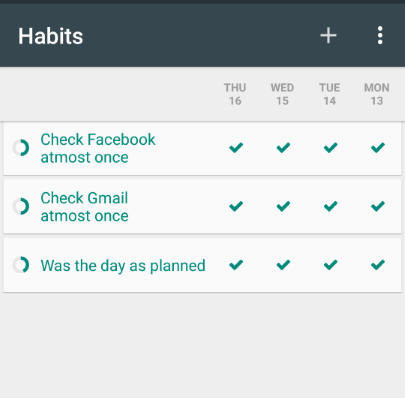 Habits
THU WED TUE MON
16 15 14 13
Check Facebook
atmost once
Check Gmail
atmost once
Was the day as planned